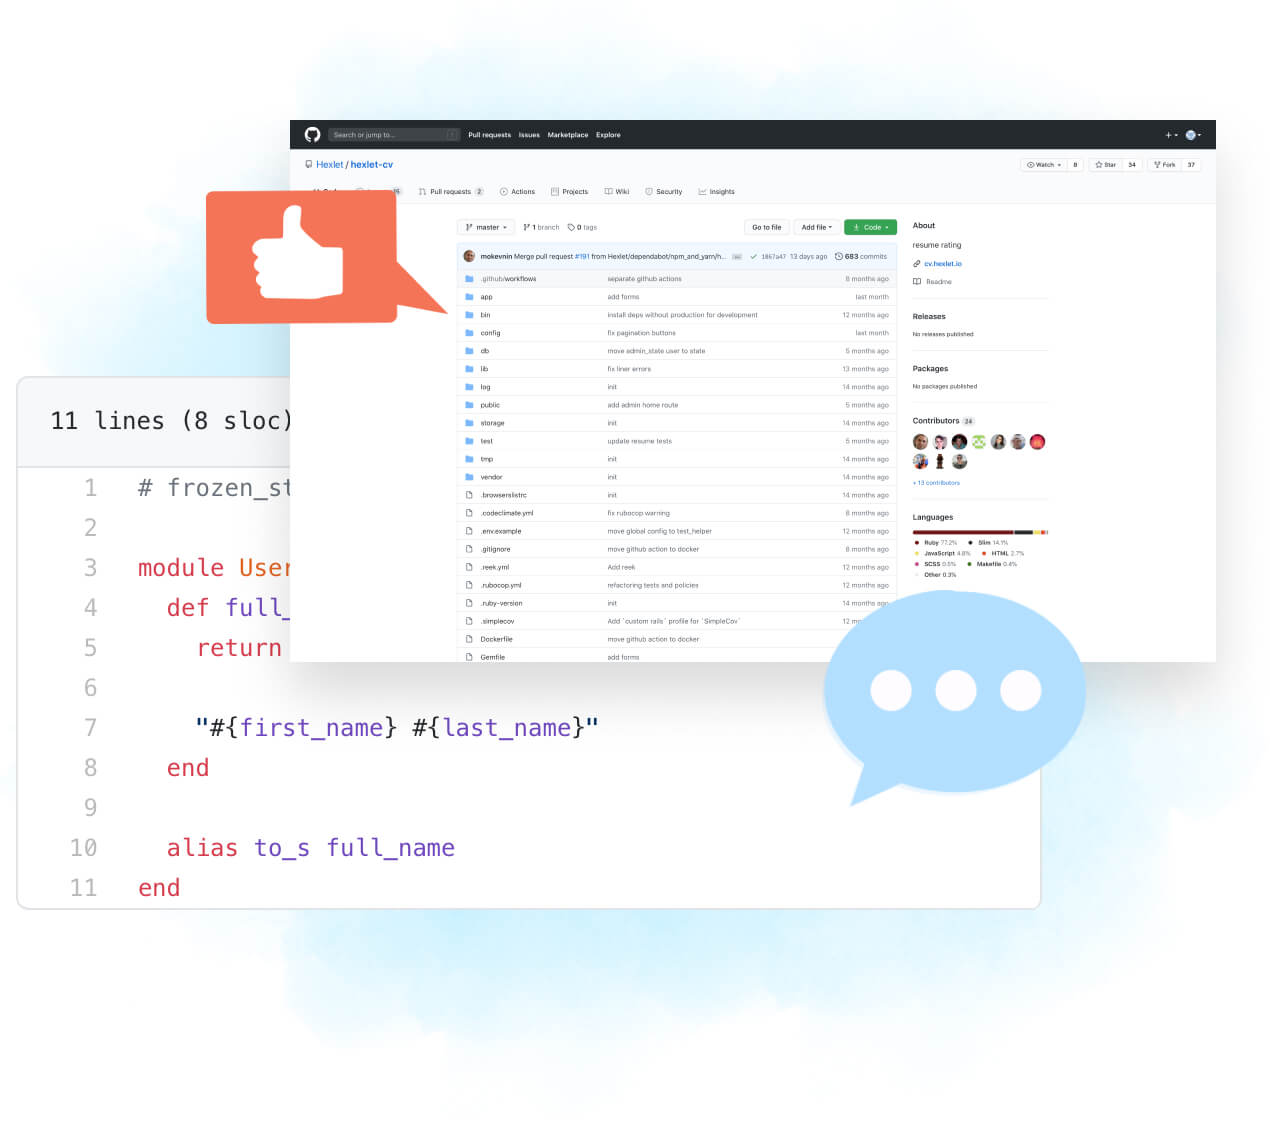 Search or jump to... / Pull requests Issues Marketplace Explore
Hexlet / hexlet-cv Watch 8 Star 34 Fork 37
Pull requests 2 Actions Projects Wiki Security Insights
master 1 branch 0 tags Go to file Add file Code
mokevnin Merge pull request #191 from Hexlet/dependabot/npm_and_yarn/h... 1867a47 13 days ago 683 commits
.github/workflows separate github actions 8 months ago
app add forms last month
bin install deps without production for development 12 months ago
config fix pagination buttons last month
db move admin_state user to state 5 months ago
lib fix liner errors 13 months ago
log init 14 months ago
public add admin home route 5 months ago
storage init 14 months ago
test update resume tests 5 months ago
tmp init 14 months ago
vendor init 14 months ago
.browserslistrc init 14 months ago
.codeclimate.yml fix rubocop warning 8 months ago
.env.example move global config to test_helper 12 months ago
.gitignore move github action to docker 8 months ago
.reek.yml Add reek 12 months ago
.rubocop.yml refactoring tests and policies 12 months ago
.ruby-version init 14 months ago
.simplecov Add `custom rails` profile for `SimpleCov` 12
Dockerfile move github action to docker
Gemfile add forms
About
resume rating
cv.hexlet.io
Readme
Releases
No releases published
Packages
No packages published
Contributors 24
+ 13 contributors
Languages
Ruby 77.2% Slim 14.1%
JavaScript 4.8% HTML 2.7%
SCSS 0.5% Makefile 0.4%
Other 0.3%
11 lines (8 sloc)
1 # frozen_st
2
3 module User
4 def full_
5 return
6
7 "#{first_name} #{last_name}"
8 end
9
10 alias to_s full_name
11 end